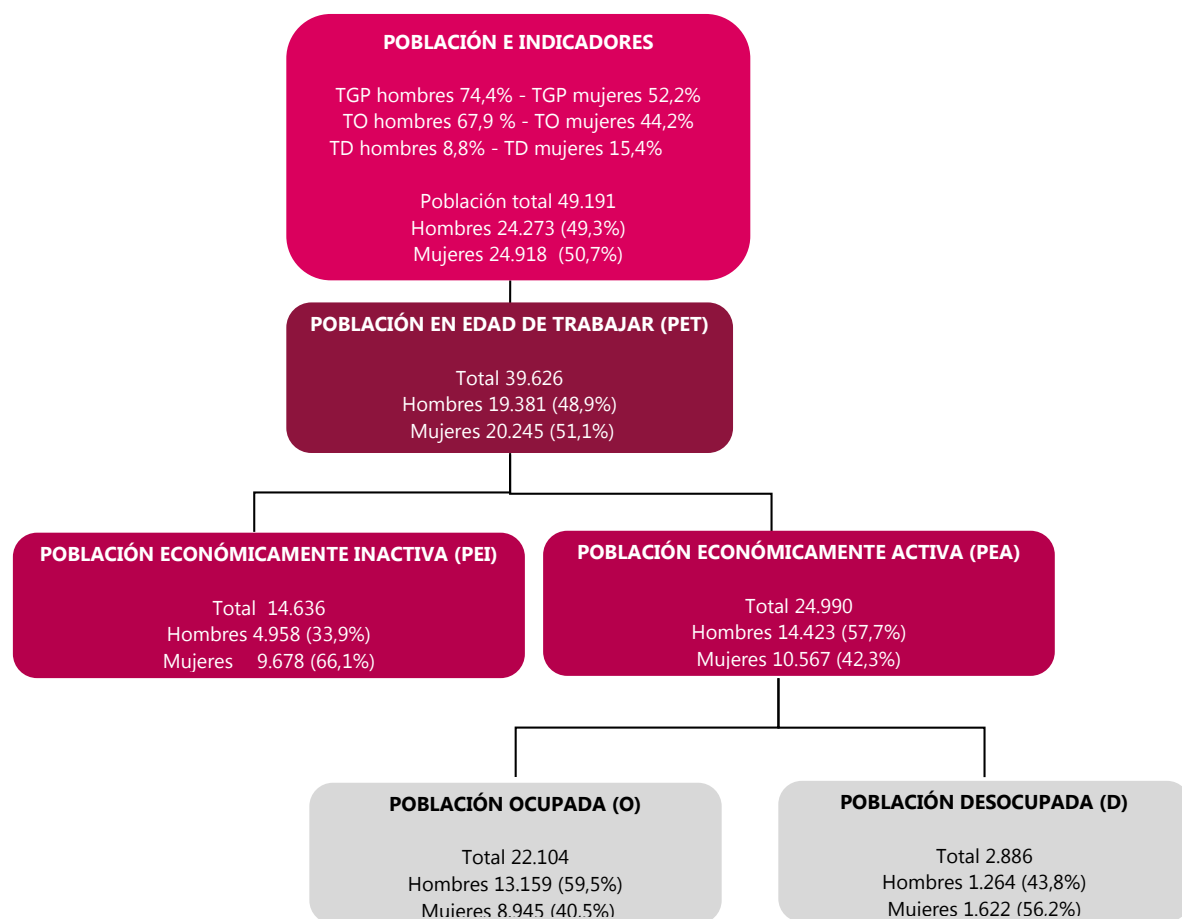 POBLACIÓN E INDICADORES
TGP hombres 74,4% - TGP mujeres 52,2%
TO hombres 67,9 % - TO mujeres 44,2%
TD hombres 8,8% - TD mujeres 15,4%
Población total 49.191
Hombres 24.273 (49,3%)
Mujeres 24.918 (50,7%)
POBLACIÓN EN EDAD DE TRABAJAR (PET)
Total 39.626
Hombres 19.381 (48,9%)
Mujeres 20.245 (51,1%)
POBLACIÓN ECONÓMICAMENTE INACTIVA (PEI)
Total 14.636
Hombres 4.958 (33,9%)
Mujeres 9.678 (66,1%)
POBLACIÓN ECONÓMICAMENTE ACTIVA (PEA)
Total 24.990
Hombres 14.423 (57,7%)
Mujeres 10.567 (42,3%)
POBLACIÓN OCUPADA (O)
Total 22.104
Hombres 13.159 (59,5%)
Mujeres 8.945 (40,5%)
POBLACIÓN DESOCUPADA (D)
Total 2.886
Hombres 1.264 (43,8%)
Mujeres 1.622 (56,2%)